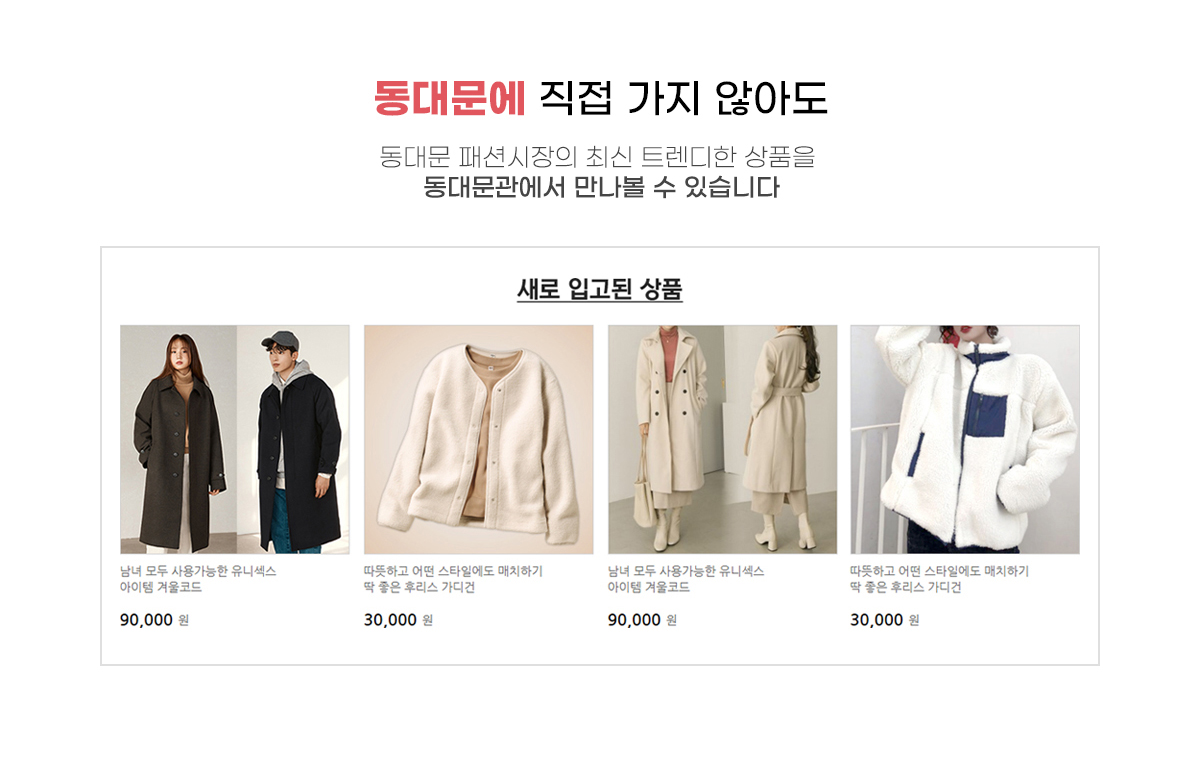 동대문에 직접 가지 않아도
동대문 패션시장의 최신 트렌디한 상품을
동대문관에서 만나볼 수 있습니다
새로 입고된 상품
남녀 모두 사용가능한 유니섹스
아이템 겨울코드
90,000 원
따뜻하고 어떤 스타일에도 매치하기
딱 좋은 후리스 가디건
30,000 원
남녀 모두 사용가능한 유니섹스
아이템 겨울코드
90,000 원
따뜻하고 어떤 스타일에도 매치하기
딱 좋은 후리스 가디건
30,000 원